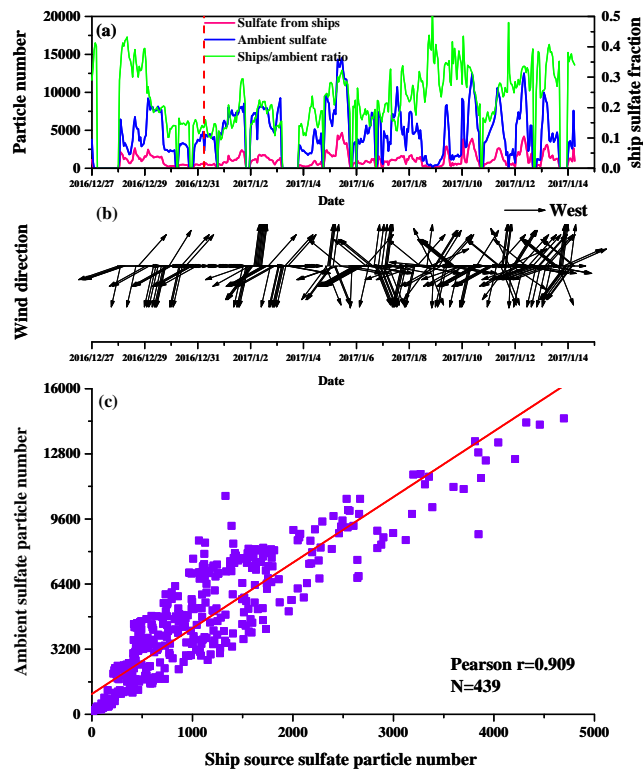 (a)
Sulfate from ships
Ambient sulfate
Ships/ambient ratio
Particle number
20000
15000
10000
5000
0
ship sulfate fraction
0.5
0.4
0.3
0.2
0.1
0.0
2016/12/27 2016/12/29 2016/12/31 2017/1/2 2017/1/4 2017/1/6 2017/1/8 2017/1/10 2017/1/12 2017/1/14
Date
(b)
West
Wind direction
2016/12/27 2016/12/29 2016/12/31 2017/1/2 2017/1/4 2017/1/6 2017/1/8 2017/1/10 2017/1/12 2017/1/14
Date
(c)
Ambient sulfate particle number
16000
12800
9600
6400
3200
0
Pearson r=0.909
N=439
0 1000 2000 3000 4000 5000
Ship source sulfate particle number